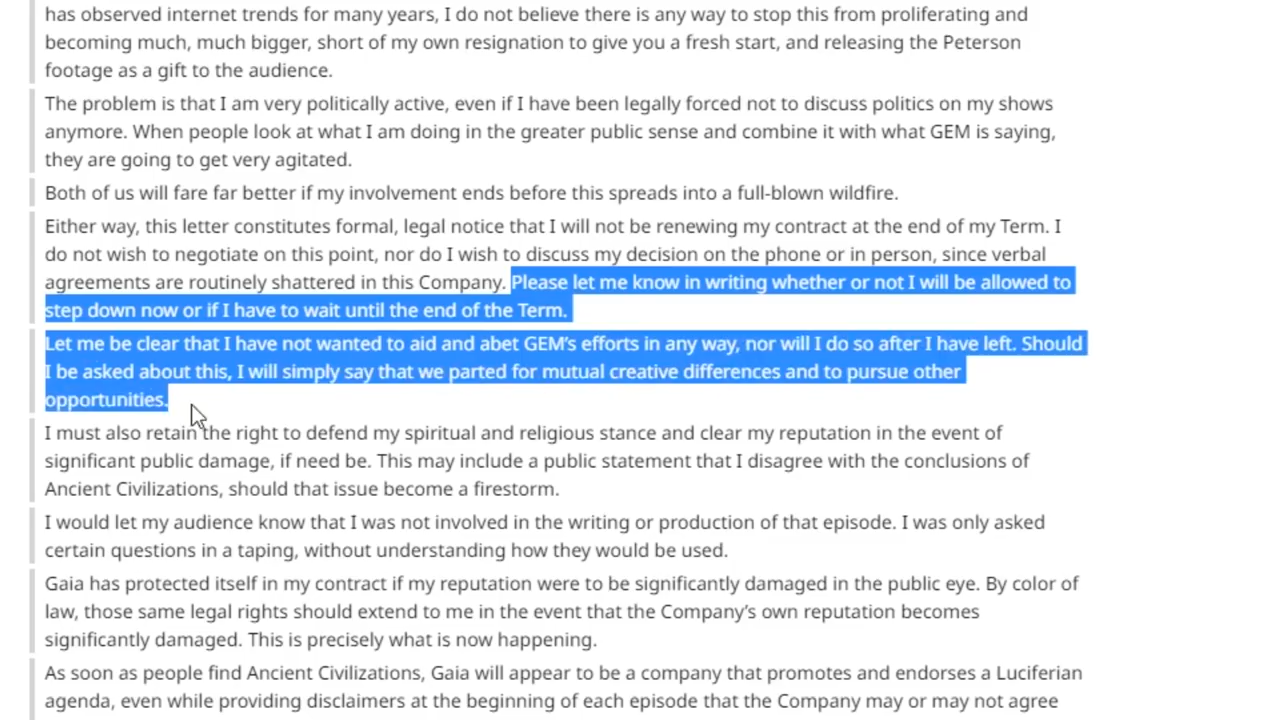 has observed internet trends for many years, I do not believe there is any way to stop this from proliferating and
becoming much, much bigger, short of my own resignation to give you a fresh start, and releasing the Peterson
footage as a gift to the audience.
The problem is that I am very politically active, even if I have been legally forced not to discuss politics on my shows
anymore. When people look at what I am doing in the greater public sense and combine it with what GEM is saying,
they are going to get very agitated.
Both of us will fare far better if my involvement ends before this spreads into a full-blown wildfire.
Either way, this letter constitutes formal, legal notice that I will not be renewing my contract at the end of my Term. I
do not wish to negotiate on this point, nor do I wish to discuss my decision on the phone or in person, since verbal
agreements are routinely shattered in this Company. Please let me know in writing whether or not I will be allowed to
step down now or if I have to wait until the end of the Term.
Let me be clear that I have not wanted to aid and abet GEM's efforts in any way, nor will I do so after I have left. Should
I be asked about this, I will simply say that we parted for mutual creative differences and to pursue other
opportunities.
I must also retain the right to defend my spiritual and religious stance and clear my reputation in the event of
significant public damage, if need be. This may include a public statement that I disagree with the conclusions of
Ancient Civilizations, should that issue become a firestorm.
I would let my audience know that I was not involved in the writing or production of that episode. I was only asked
certain questions in a taping, without understanding how they would be used.
Gaia has protected itself in my contract if my reputation were to be significantly damaged in the public eye. By color of
law, those same legal rights should extend to me in the event that the Company's own reputation becomes
significantly damaged. This is precisely what is now happening.
As soon as people find Ancient Civilizations, Gaia will appear to be a company that promotes and endorses a Luciferian
agenda, even while providing disclaimers at the beginning of each episode that the Company may or may not agree